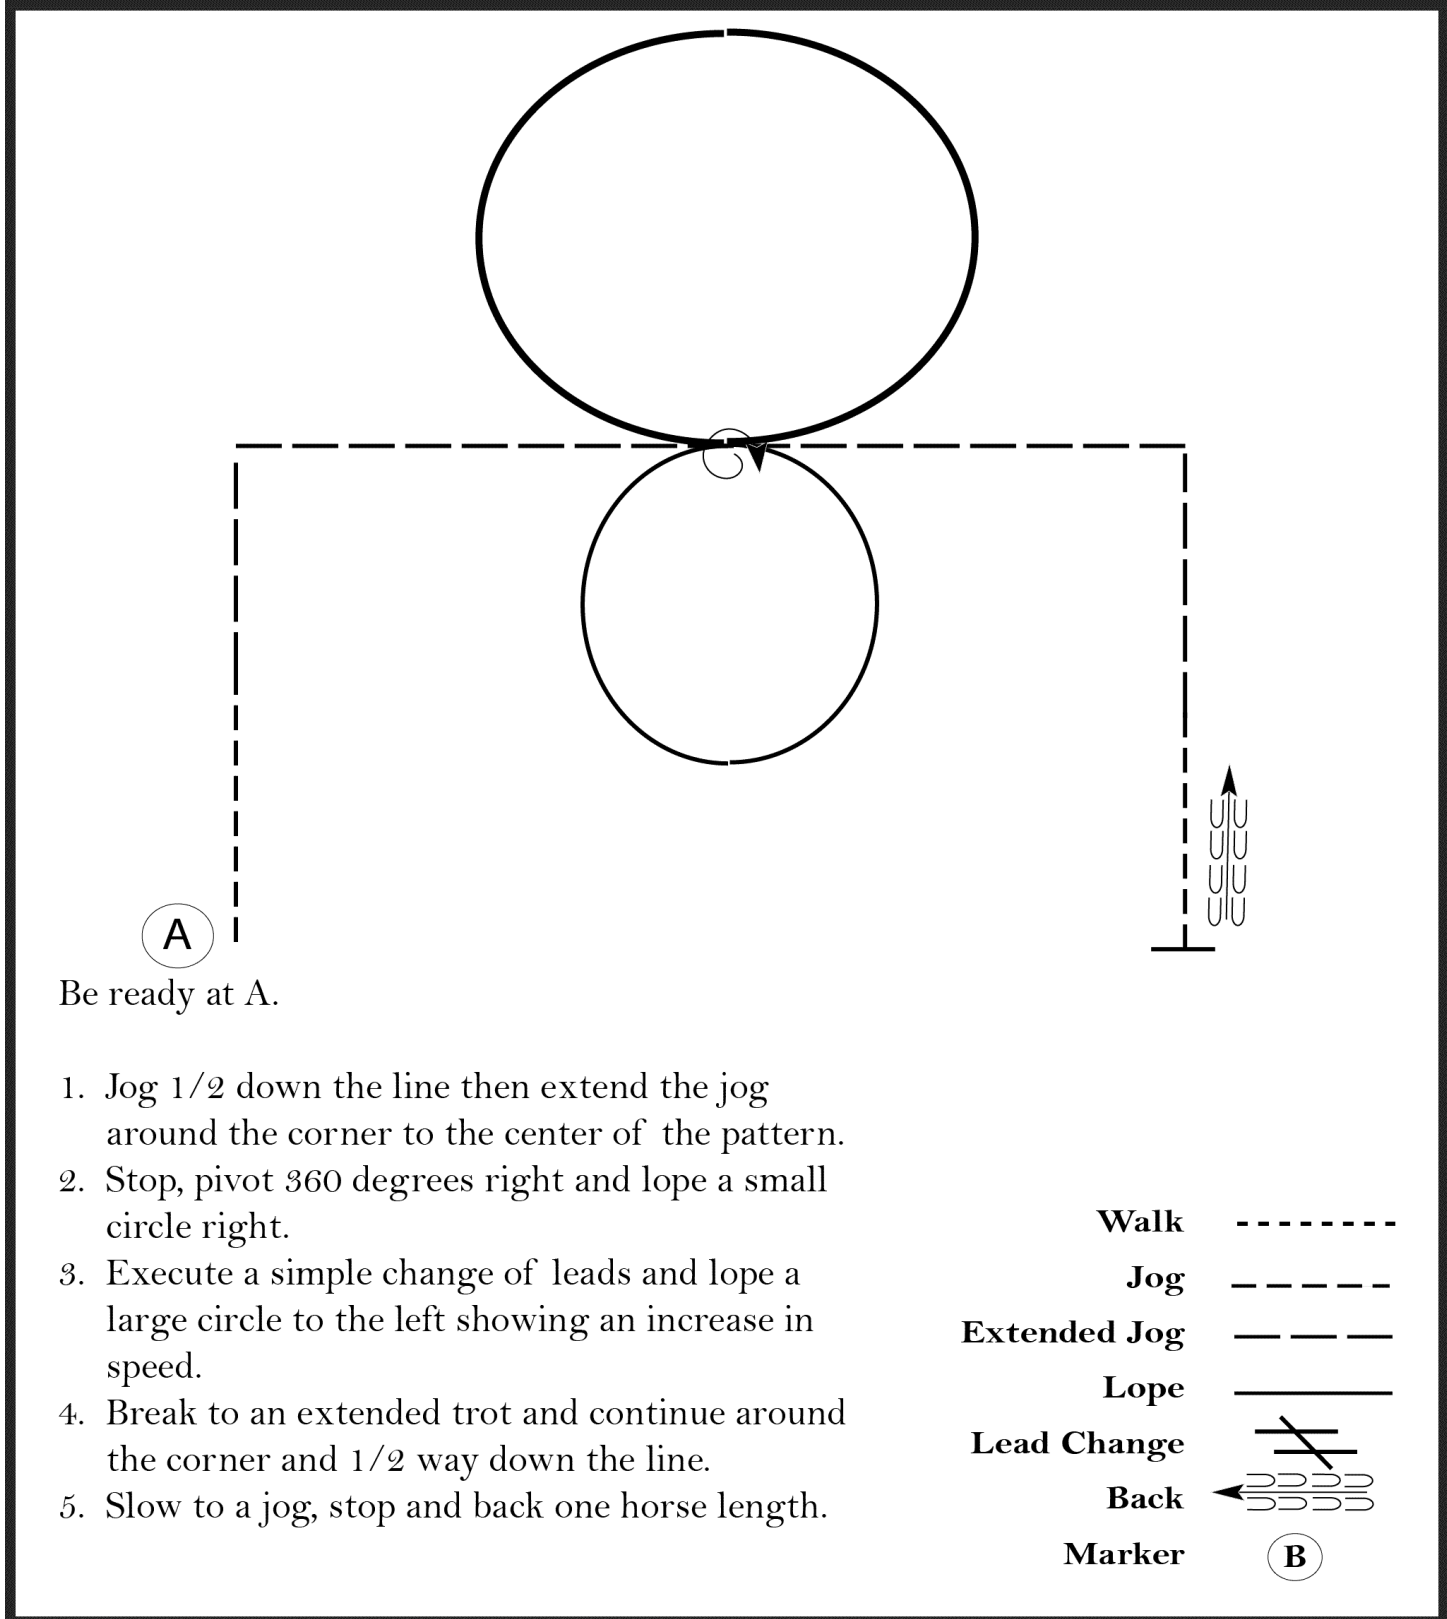 A
Be ready at A.
1. Jog 1/2 down the line then extend the jog
around the corner to the center of the pattern.
2. Stop, pivot 360 degrees right and lope a small
circle right.
3. Execute a simple change of leads and lope a
large circle to the left showing an increase in
speed.
4. Break to an extended trot and continue around
the corner and 1/2 way down the line.
5. Slow to a jog, stop and back one horse length.
Walk
Jog
Extended Jog
Lope
Lead Change
Back
Marker B